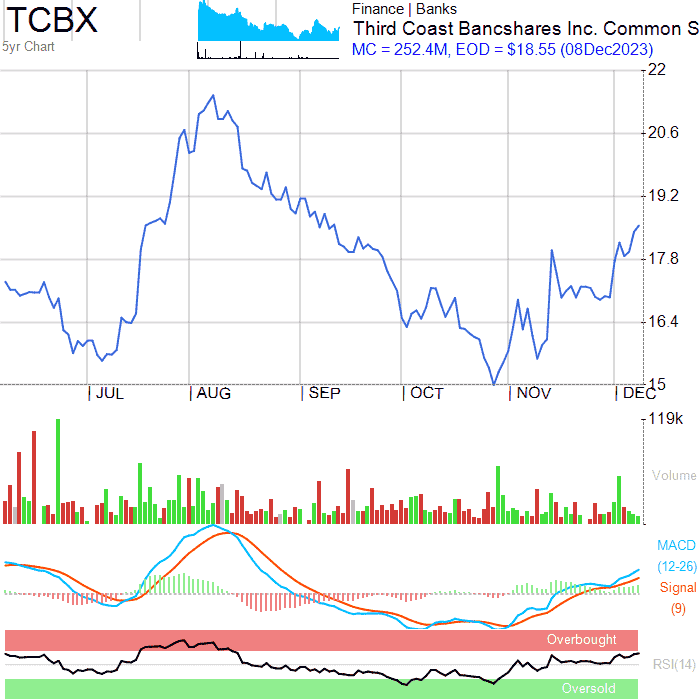 TCBX
5yr Chart
Finance | Banks
Third Coast Bancshares Inc. Common S
MC = 252.4M, EOD = $18.55 (08Dec2023)
22
20.6
19.2
17.8
16.4
15
JUL AUG SEP OCT NOV DEC
119k
Volume
MACD
(12-26)
Signal
(9)
Overbought
RSI(14)
Oversold